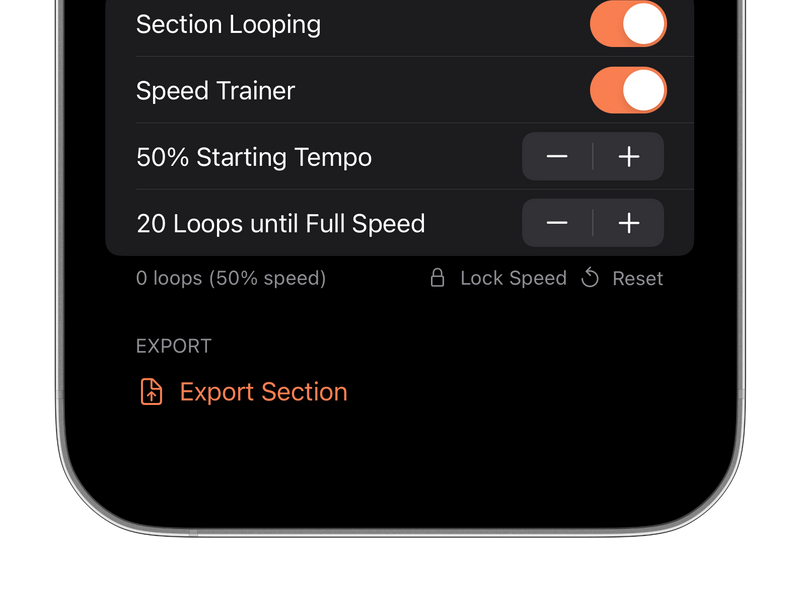 Section Looping
Speed Trainer
50% Starting Tempo
20 Loops until Full Speed
0 loops (50% speed) Lock Speed Reset
EXPORT
Export Section